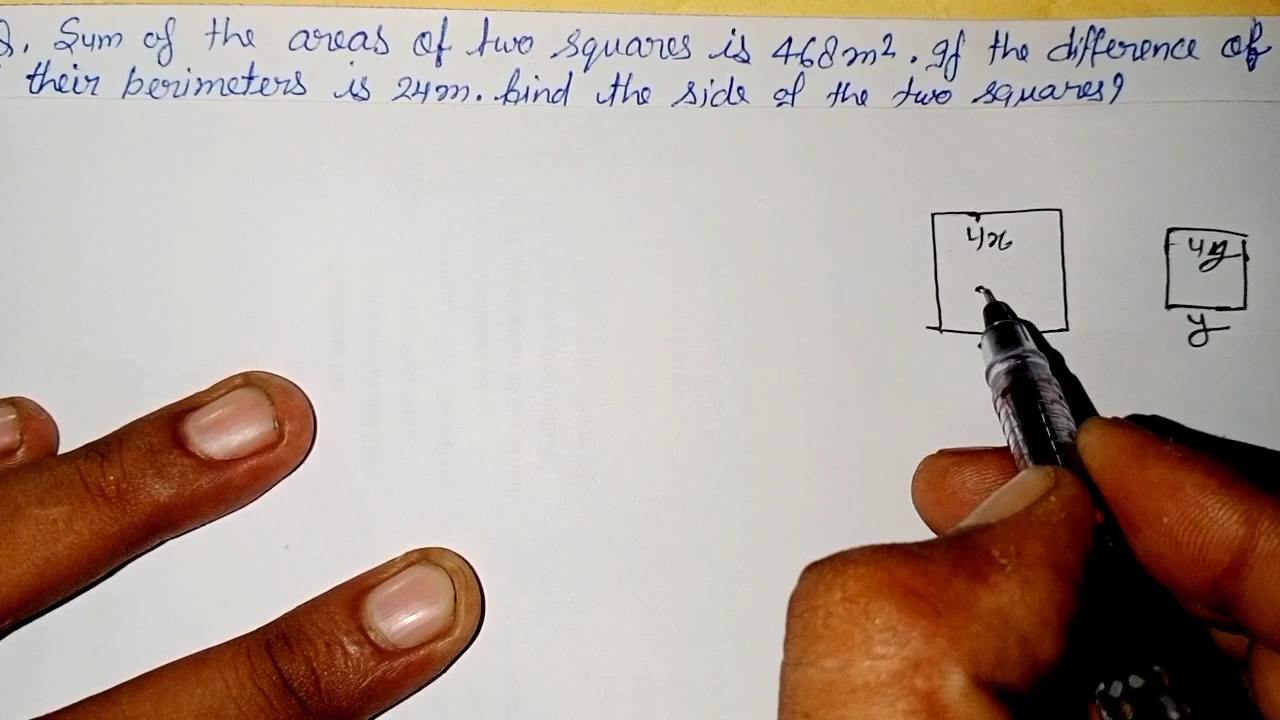 Q. Sum of the areas of two squares is 468m². If the difference of
their perimeters is 24m. find the side of the two squares?
4x
4y
y